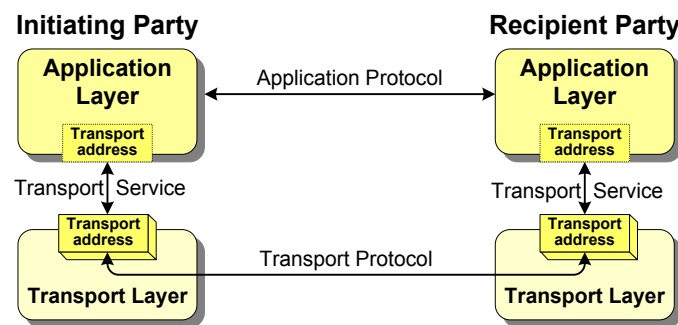 Initiating Party
Recipient Party
Application
Layer
Application Protocol
Application
Layer
Transport
address
Transport
address
Transport Service
Transport Service
Transport
address
Transport
address
Transport Protocol
Transport Layer
Transport Layer